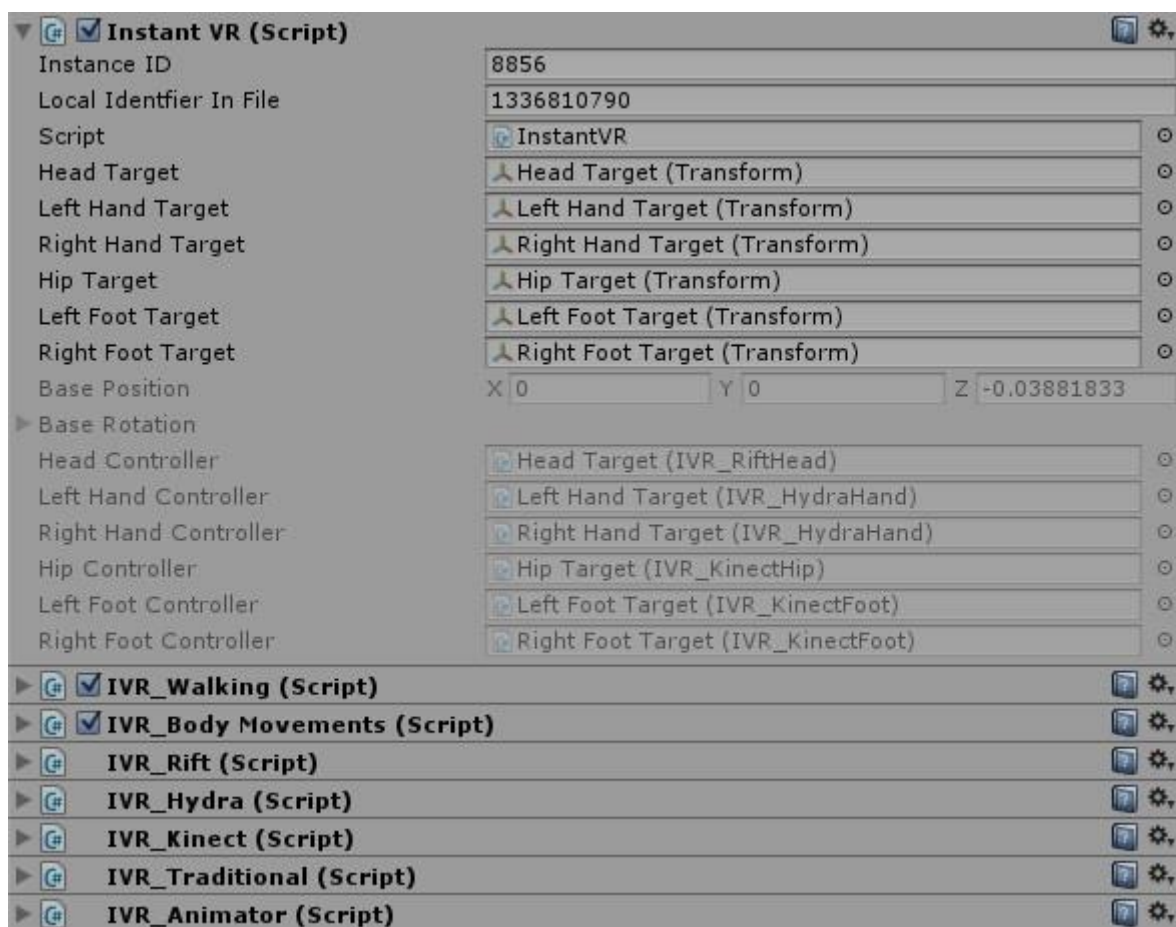 Instant VR (Script)
Instance ID 8856
Local Identfier In File 1336810790
Script InstantVR
Head Target Head Target (Transform)
Left Hand Target Left Hand Target (Transform)
Right Hand Target Right Hand Target (Transform)
Hip Target Hip Target (Transform)
Left Foot Target Left Foot Target (Transform)
Right Foot Target Right Foot Target (Transform)
Base Position X 0 Y 0 Z -0.03881833
Base Rotation
Head Controller Head Target (IVR_RiftHead)
Left Hand Controller Left Hand Target (IVR_HydraHand)
Right Hand Controller Right Hand Target (IVR_HydraHand)
Hip Controller Hip Target (IVR_KinectHip)
Left Foot Controller Left Foot Target (IVR_KinectFoot)
Right Foot Controller Right Foot Target (IVR_KinectFoot)
IVR_Walking (Script)
IVR_Body Movements (Script)
IVR_Rift (Script)
IVR_Hydra (Script)
IVR_Kinect (Script)
IVR_Traditional (Script)
IVR_Animator (Script)